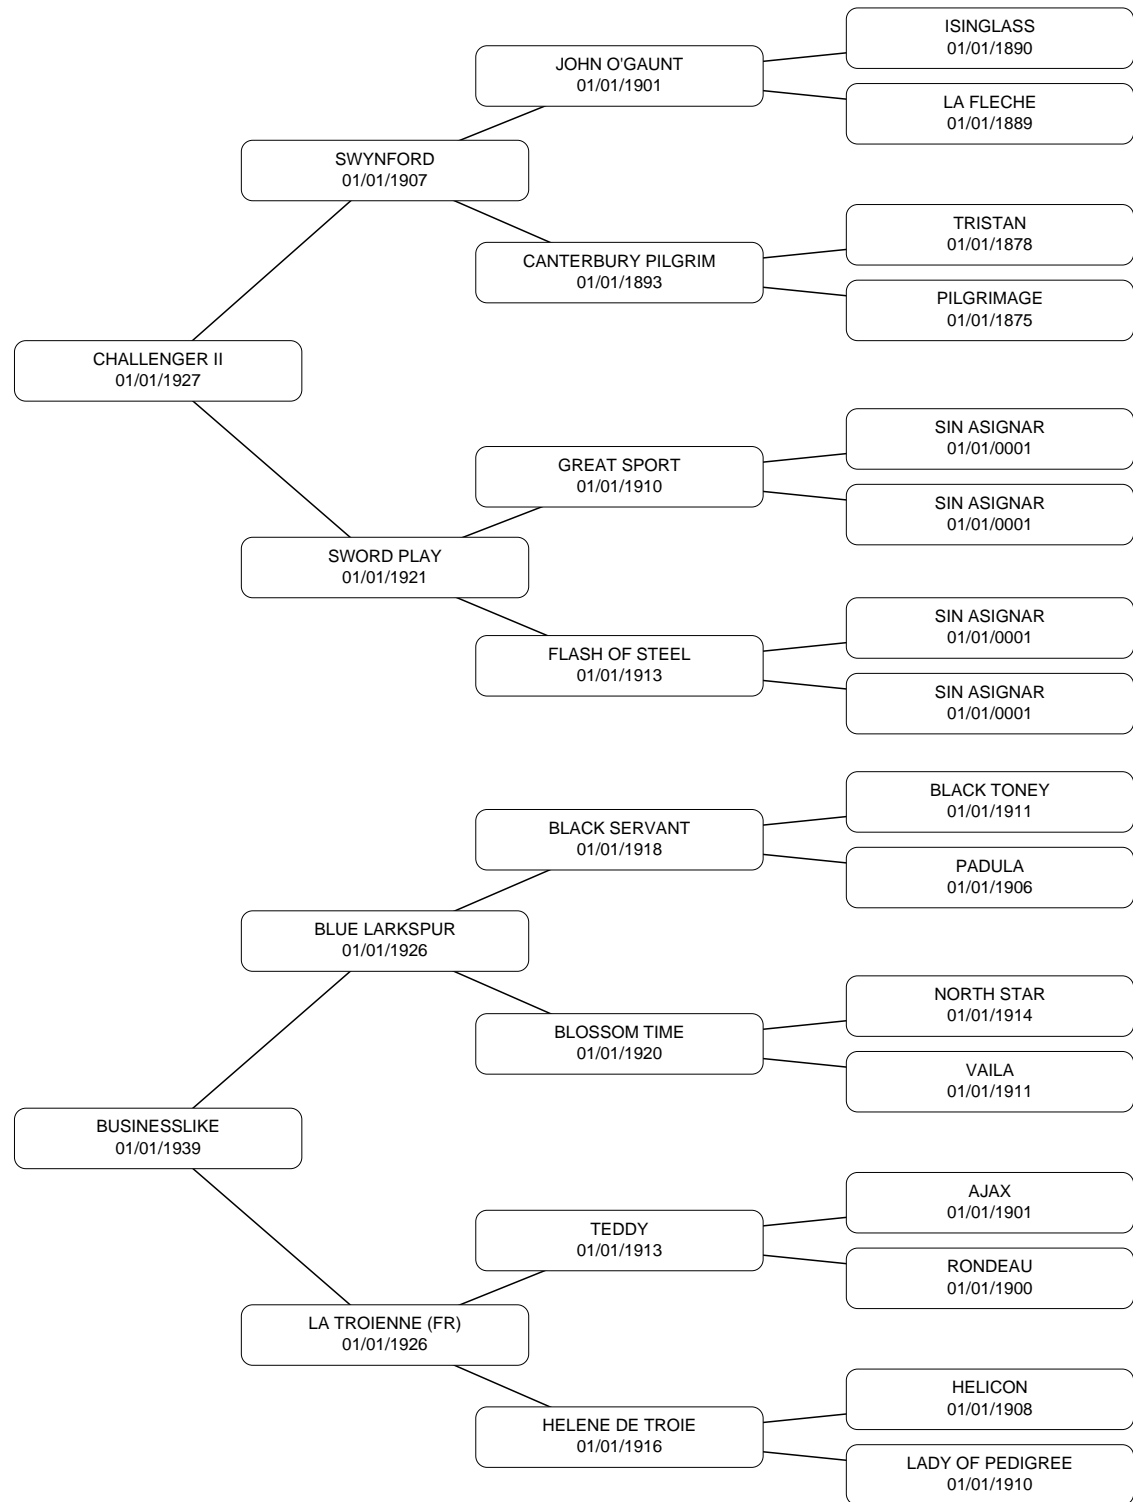 ISINGLASS
01/01/1890
JOHN O'GAUNT
01/01/1901
LA FLECHE
01/01/1889
SWYNFORD
01/01/1907
TRISTAN
01/01/1878
CANTERBURY PILGRIM
01/01/1893
PILGRIMAGE
01/01/1875
CHALLENGER II
01/01/1927
SIN ASIGNAR
01/01/0001
GREAT SPORT
01/01/1910
SIN ASIGNAR
01/01/0001
SWORD PLAY
01/01/1921
SIN ASIGNAR
01/01/0001
FLASH OF STEEL
01/01/1913
SIN ASIGNAR
01/01/0001
BLACK TONEY
01/01/1911
BLACK SERVANT
01/01/1918
PADULA
01/01/1906
BLUE LARKSPUR
01/01/1926
NORTH STAR
01/01/1914
BLOSSOM TIME
01/01/1920
VAILA
01/01/1911
BUSINESSLIKE
01/01/1939
AJAX
01/01/1901
TEDDY
01/01/1913
RONDEAU
01/01/1900
LA TROIENNE (FR)
01/01/1926
HELICON
01/01/1908
HELENE DE TROIE
01/01/1916
LADY OF PEDIGREE
01/01/1910